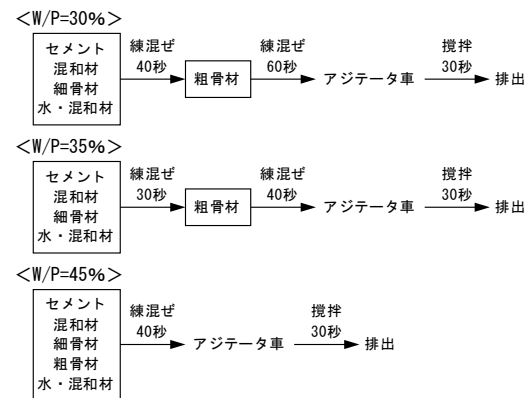 <W/P=30%>
セメント
混和材
細骨材
水・混和材
練混ぜ
40秒
粗骨材
練混ぜ
60秒
アジテータ車
撹拌
30秒
排出
<W/P=35%>
セメント
混和材
細骨材
水・混和材
練混ぜ
30秒
粗骨材
練混ぜ
40秒
アジテータ車
撹拌
30秒
排出
<W/P=45%>
セメント
混和材
細骨材
粗骨材
水・混和材
練混ぜ
40秒
アジテータ車
撹拌
30秒
排出